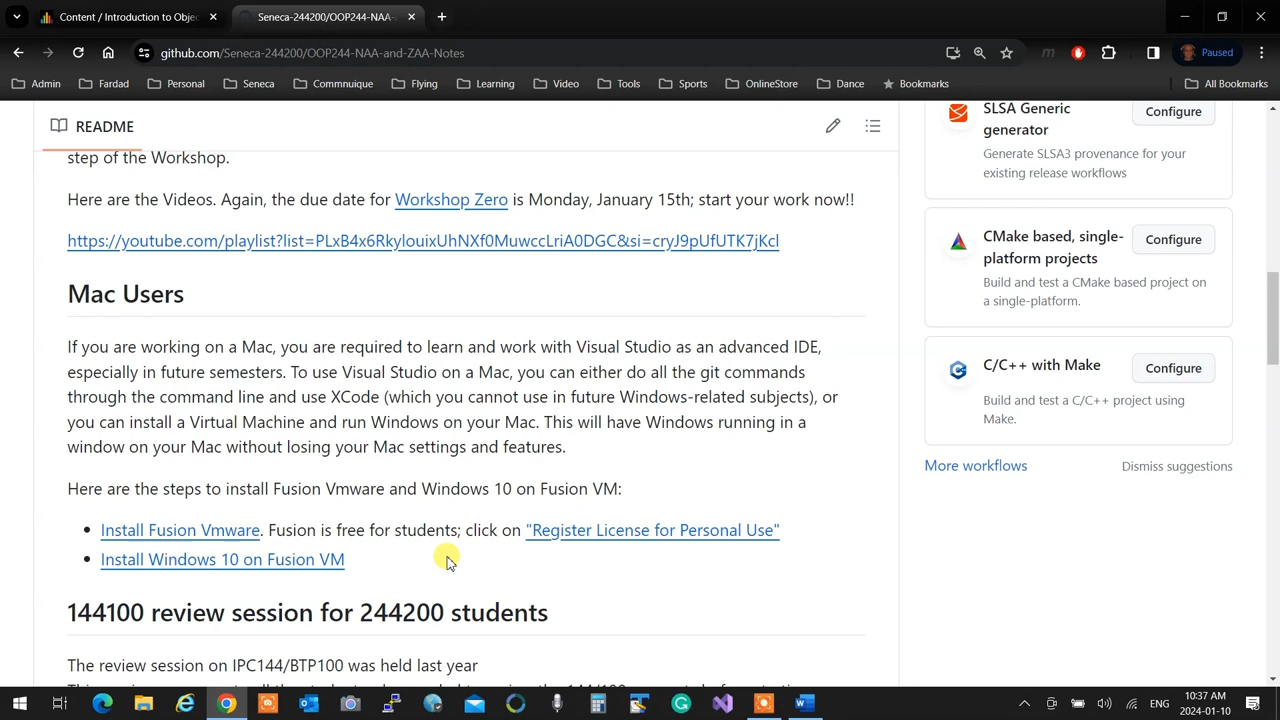 Content / Introduction to Objec
Seneca-244200/OOP244-NAA-
github.com/Seneca-244200/OOP244-NAA-and-ZAA-Notes
Paused
Admin
Fardad
Personal
Seneca
Commnuique
Flying
Learning
Video
Tools
Sports
OnlineStore
Dance
Bookmarks
All Bookmarks
README
step of the Workshop.
Here are the Videos. Again, the due date for Workshop Zero is Monday, January 15th; start your work now!!
https://youtube.com/playlist?list=PLxB4x6RkylouixUhNXf0MuwccLriA0DGC&si=cryJ9pUfUTK7jKcl
Mac Users
If you are working on a Mac, you are required to learn and work with Visual Studio as an advanced IDE,
especially in future semesters. To use Visual Studio on a Mac, you can either do all the git commands
through the command line and use XCode (which you cannot use in future Windows-related subjects), or
you can install a Virtual Machine and run Windows on your Mac. This will have Windows running in a
window on your Mac without losing your Mac settings and features.
Here are the steps to install Fusion Vmware and Windows 10 on Fusion VM:
Install Fusion Vmware. Fusion is free for students; click on "Register License for Personal Use"
Install Windows 10 on Fusion VM
144100 review session for 244200 students
The review session on IPC144/BTP100 was held last year
SLSA Generic
generator
Configure
Generate SLSA3 provenance for your
existing release workflows
CMake based, single-
platform projects
Configure
Build and test a CMake based project on
a single-platform.
C/C++ with Make
Configure
Build and test a C/C++ project using
Make.
More workflows
Dismiss suggestions
ENG
10:37 AM
2024-01-10